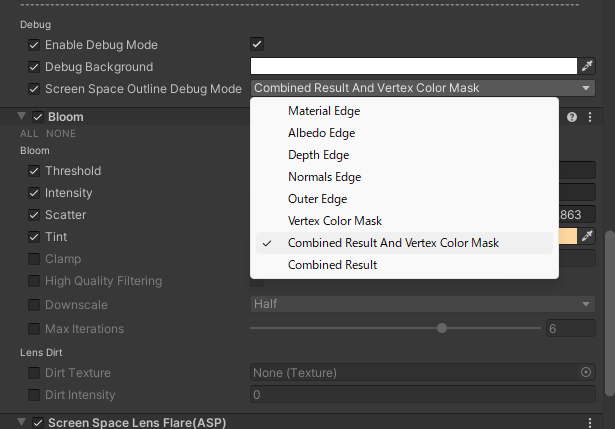 Debug
Enable Debug Mode
Debug Background
Screen Space Outline Debug Mode Combined Result And Vertex Color Mask
Material Edge
Albedo Edge
Depth Edge
Normals Edge
Outer Edge
Vertex Color Mask
Combined Result And Vertex Color Mask
Combined Result
Bloom
ALL NONE
Bloom
Threshold
Intensity
Scatter 863
Tint
Clamp
High Quality Filtering
Downscale Half
Max Iterations 6
Lens Dirt
Dirt Texture None (Texture)
Dirt Intensity 0
Screen Space Lens Flare(ASP)